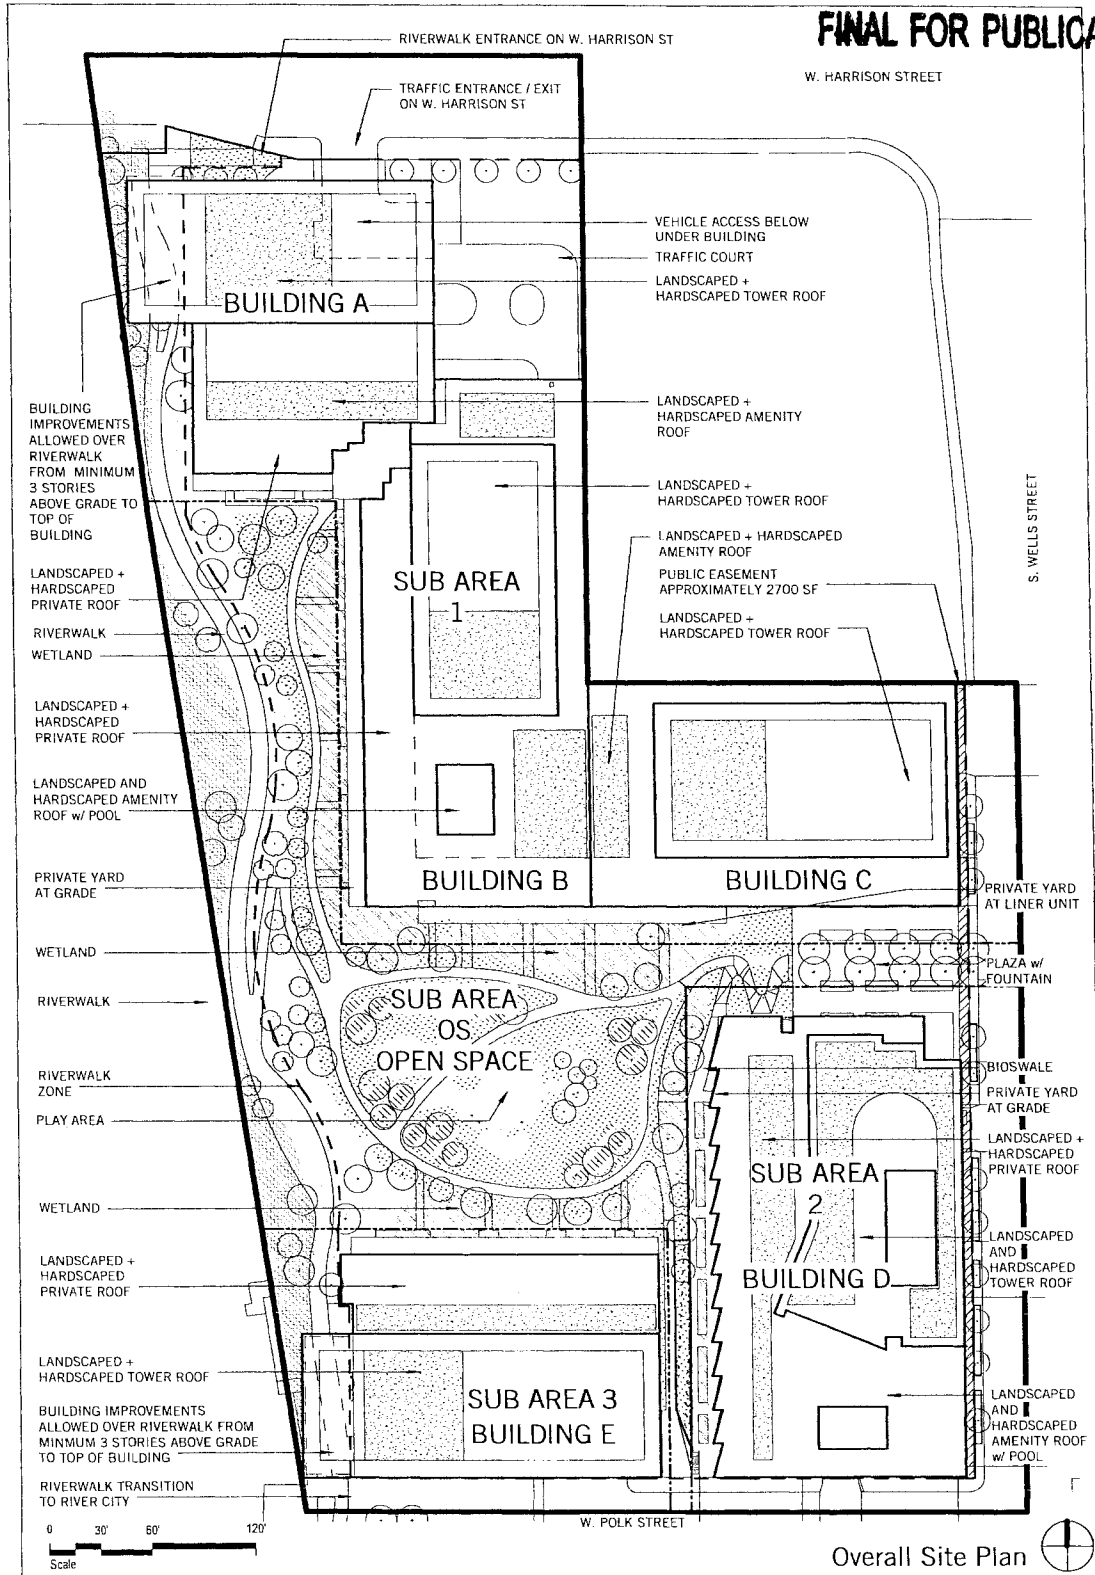 FINAL FOR PUBLICA
RIVERWALK ENTRANCE ON W. HARRISON ST
W. HARRISON STREET
TRAFFIC ENTRANCE / EXIT
ON W. HARRISON ST
VEHICLE ACCESS BELOW
UNDER BUILDING
TRAFFIC COURT
LANDSCAPED +
HARDSCAPED TOWER ROOF
BUILDING A
BUILDING
IMPROVEMENTS
ALLOWED OVER
RIVERWALK
FROM MINIMUM
3 STORIES
ABOVE GRADE TO
TOP OF
BUILDING
LANDSCAPED +
HARDSCAPED AMENITY
ROOF
LANDSCAPED +
HARDSCAPED TOWER ROOF
LANDSCAPED + HARDSCAPED
AMENITY ROOF
PUBLIC EASEMENT
APPROXIMATELY 2700 SF
LANDSCAPED +
HARDSCAPED TOWER ROOF
S. WELLS STREET
SUB AREA
1
LANDSCAPED +
HARDSCAPED
PRIVATE ROOF
RIVERWALK
WETLAND
LANDSCAPED +
HARDSCAPED
PRIVATE ROOF
LANDSCAPED AND
HARDSCAPED AMENITY
ROOF w/ POOL
PRIVATE YARD
AT GRADE
BUILDING B
BUILDING C
PRIVATE YARD
AT LINER UNIT
WETLAND
PLAZA w/
FOUNTAIN
RIVERWALK
SUB AREA
OS
OPEN SPACE
RIVERWALK
ZONE
PLAY AREA
BIOSWALE
PRIVATE YARD
AT GRADE
LANDSCAPED +
HARDSCAPED
PRIVATE ROOF
SUB AREA
2
BUILDING D
WETLAND
LANDSCAPED
AND
HARDSCAPED
TOWER ROOF
LANDSCAPED +
HARDSCAPED
PRIVATE ROOF
LANDSCAPED +
HARDSCAPED TOWER ROOF
SUB AREA 3
BUILDING E
LANDSCAPED
AND
HARDSCAPED
AMENITY ROOF
w/ POOL
BUILDING IMPROVEMENTS
ALLOWED OVER RIVERWALK FROM
MINMUM 3 STORIES ABOVE GRADE
TO TOP OF BUILDING
RIVERWALK TRANSITION
TO RIVER CITY
W. POLK STREET
0 30' 60' 120'
Scale
Overall Site Plan